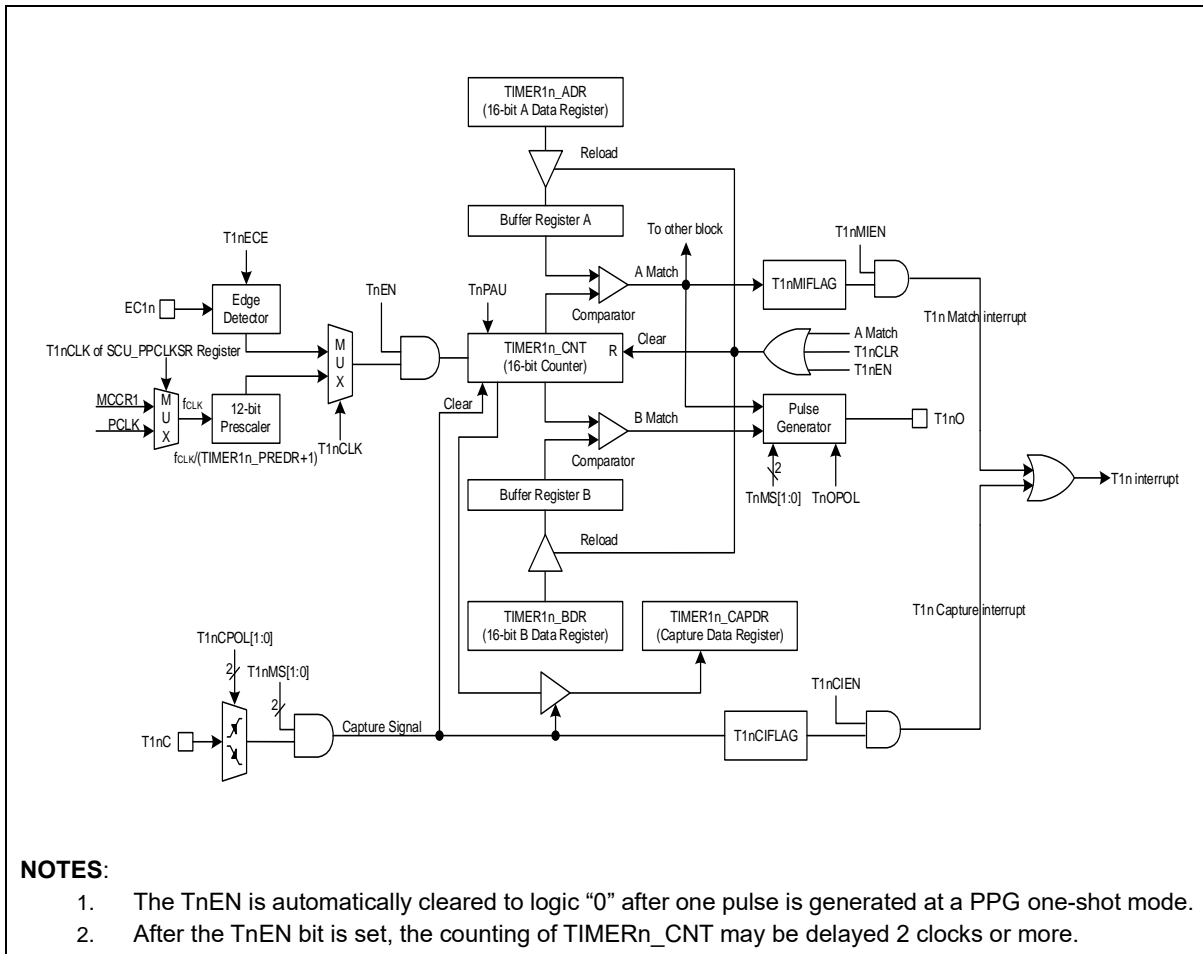 TIMER1n_ADR
(16-bit A Data Register)
Reload
Buffer Register A
To other block
T1nMIEN
T1nECE
A Match
T1nMIFLAG
EC1n
Edge
Detector
TnEN
TnPAU
Comparator
T1n Match interrupt
T1nCLK of SCU_PPCLKSR Register
MUX
TIMER1n_CNT
(16-bit Counter)
R
Clear
A Match
T1nCLR
T1nEN
MCCR1
PCLK
MUX
fCLK
12-bit
Prescaler
fCLK/(TIMER1n_PREDR+1)
T1nCLK
Clear
B Match
Comparator
Pulse
Generator
T1nO
2
TnMS[1:0]
TnOPOL
T1n interrupt
Buffer Register B
Reload
TIMER1n_BDR
(16-bit B Data Register)
TIMER1n_CAPDR
(Capture Data Register)
T1n Capture interrupt
T1nCPOL[1:0]
2
T1nMS[1:0]
2
T1nC
Capture Signal
T1nCIEN
T1nCIFLAG
NOTES:
1. The TnEN is automatically cleared to logic “0” after one pulse is generated at a PPG one-shot mode.
2. After the TnEN bit is set, the counting of TIMERn_CNT may be delayed 2 clocks or more.